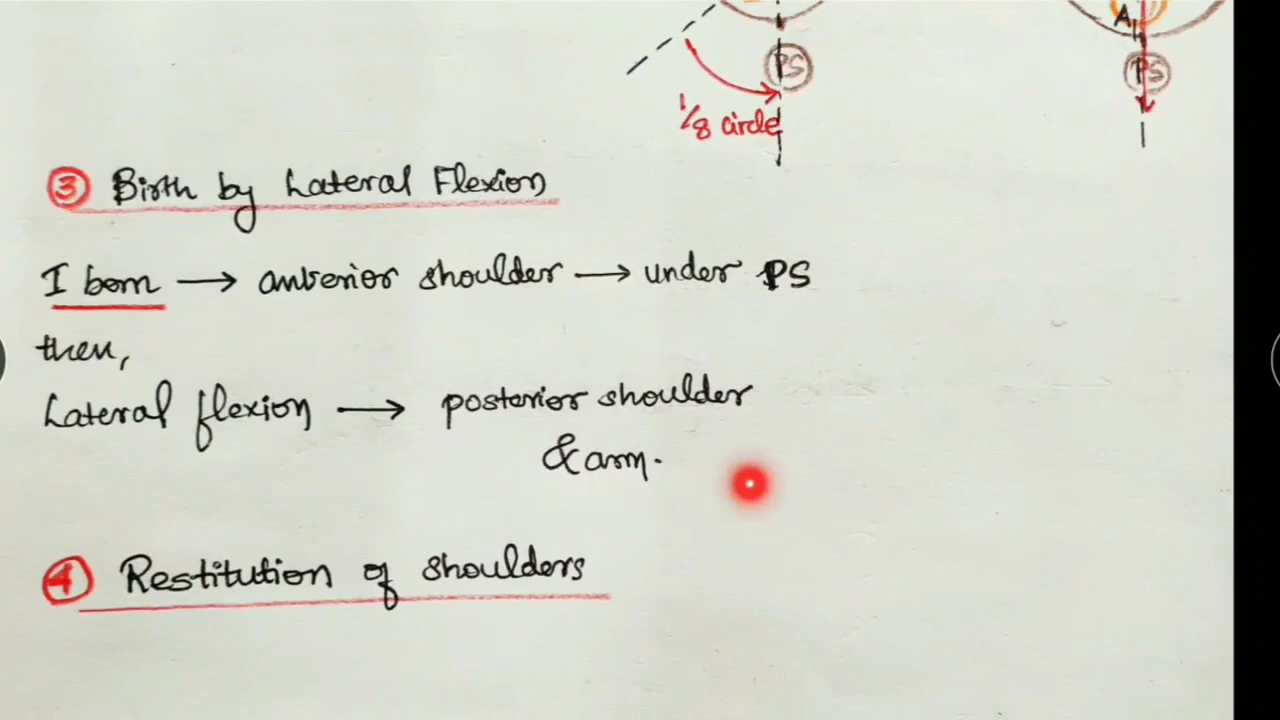 A
PS
PS
1/8 circle
③ Birth by Lateral Flexion
I born → anterior shoulder → under PS
then,
Lateral flexion → posterior shoulder
& arm.
④ Restitution of shoulders